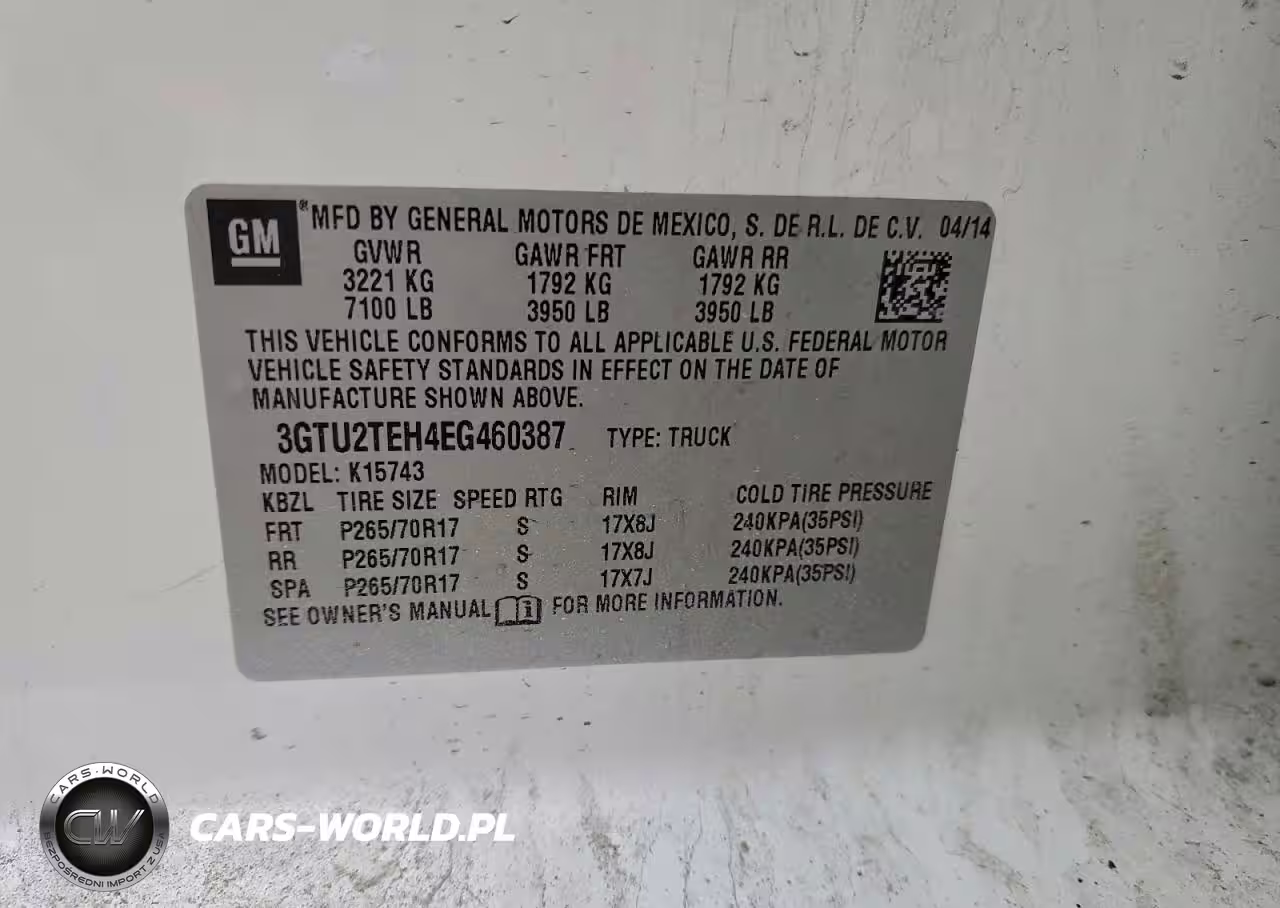 GM
® MFD BY GENERAL MOTORS DE MEXICO, S. DE R.L. DE C.V. 04/14
GVWR GAWR FRT GAWR RR
3221 KG 1792 KG 1792 KG
7100 LB 3950 LB 3950 LB
THIS VEHICLE CONFORMS TO ALL APPLICABLE U.S. FEDERAL MOTOR
VEHICLE SAFETY STANDARDS IN EFFECT ON THE DATE OF
MANUFACTURE SHOWN ABOVE.
3GTU2TEH4EG460387 TYPE: TRUCK
MODEL: K15743
KBZL TIRE SIZE SPEED RTG RIM COLD TIRE PRESSURE
FRT P265/70R17 S 17X8J 240KPA(35PSI)
RR P265/70R17 S 17X8J 240KPA(35PSI)
SPA P265/70R17 S 17X7J 240KPA(35PSI)
SEE OWNER'S MANUAL FOR MORE INFORMATION.
CARS-WORLD
CW
BEZPOŚREDNI IMPORT Z USA
CARS-WORLD.PL